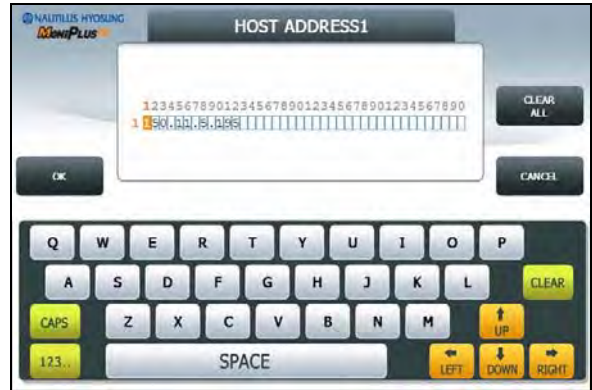 NAUTILUS HYOSUNG
MoniPlus
HOST ADDRESS1
1234567890123456789012345678901234567890
1 150.11.5.195
CLEAR
ALL
OK
CANCEL
Q W E R T Y U I O P
A S D F G H J K L CLEAR
CAPS Z X C V B N M UP
123.. SPACE LEFT DOWN RIGHT